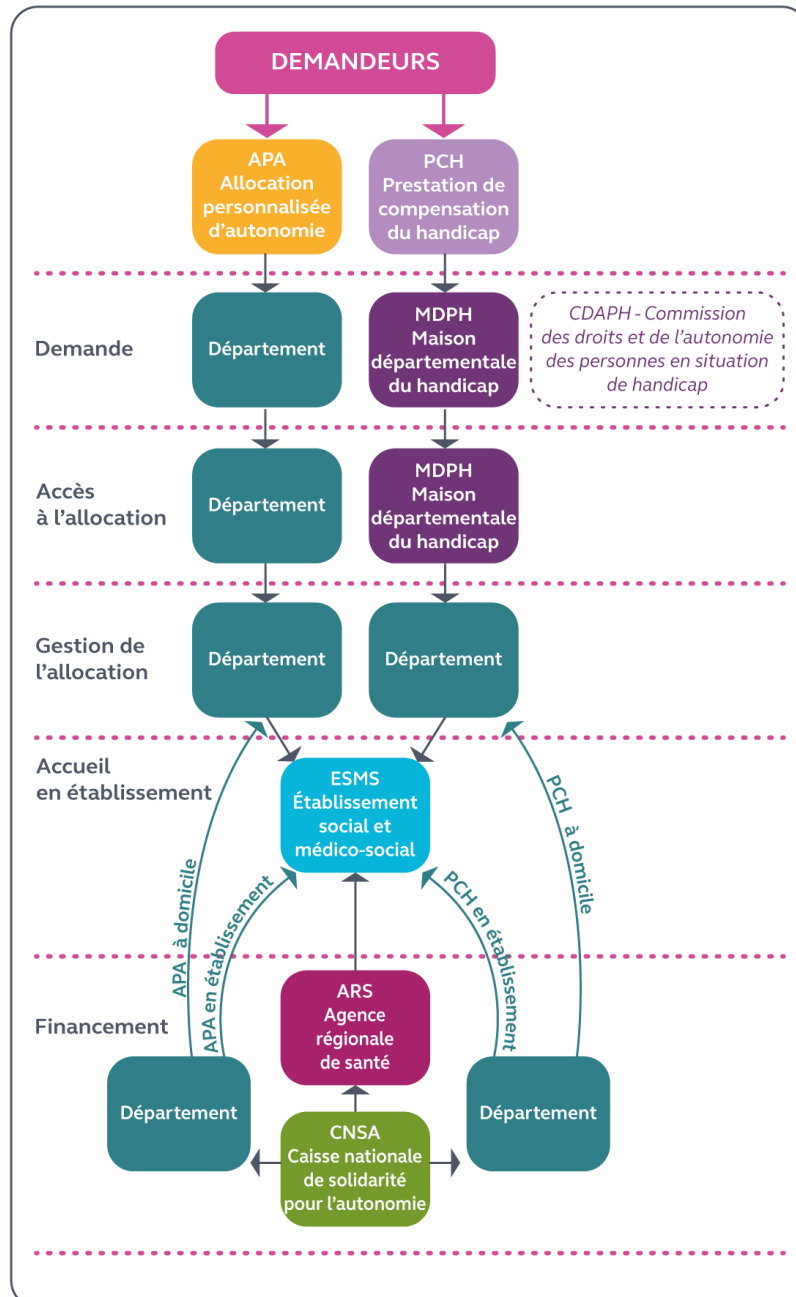 DEMANDEURS
APA
Allocation
personnalisée
d'autonomie
PCH
Prestation de
compensation
du handicap
Demande
Département
MDPH
Maison
départementale
du handicap
CDAPH - Commission
des droits et de l'autonomie
des personnes en situation
de handicap
Accès
à l'allocation
Département
MDPH
Maison
départementale
du handicap
Gestion de
l'allocation
Département
Département
Accueil
en établissement
ESMS
Établissement
social et
médico-social
APA à domicile
APA en établissement
PCH en établissement
PCH à domicile
Financement
ARS
Agence
régionale
de santé
Département
CNSA
Caisse nationale
de solidarité
pour l'autonomie
Département